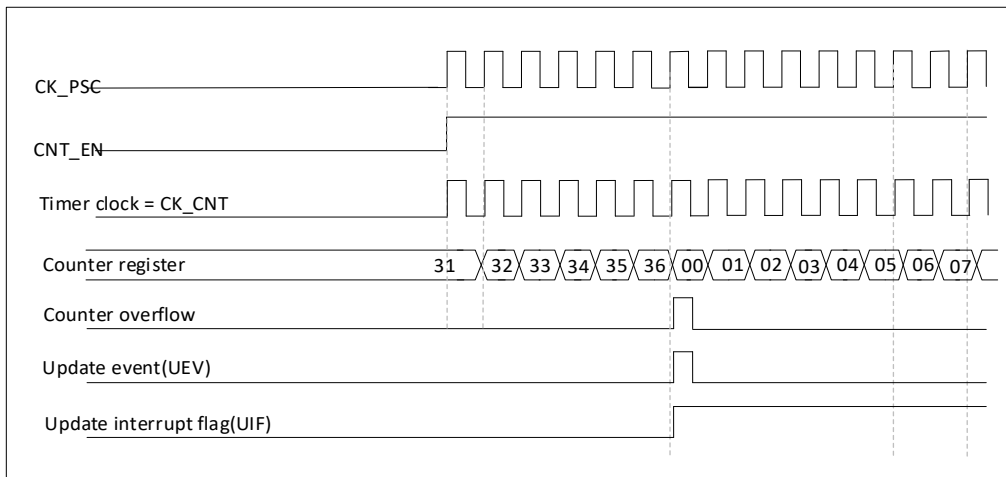 CK_PSC
CNT_EN
Timer clock = CK_CNT
Counter register 31 32 33 34 35 36 00 01 02 03 04 05 06 07
Counter overflow
Update event(UEV)
Update interrupt flag(UIF)